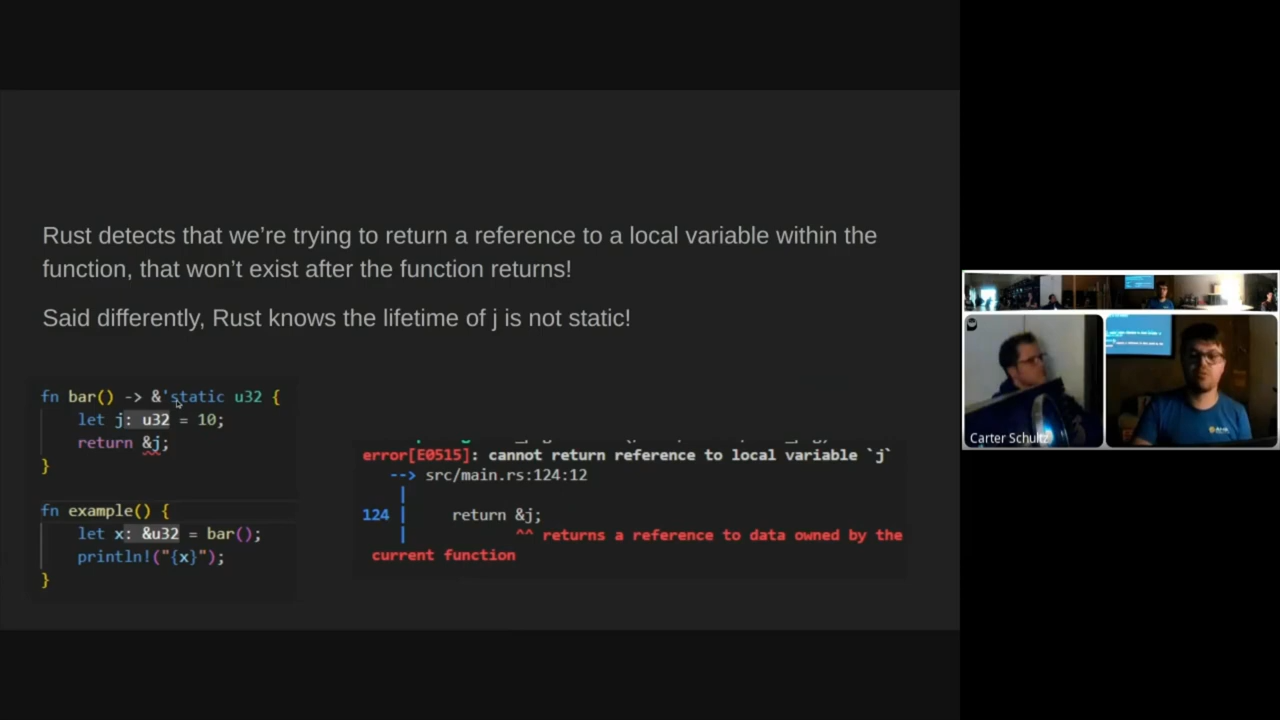 Rust detects that we’re trying to return a reference to a local variable within the
function, that won’t exist after the function returns!
Said differently, Rust knows the lifetime of j is not static!
fn bar() -> &'static u32 {
let j: u32 = 10;
return &j;
}
fn example() {
let x: &u32 = bar();
println!("{x}");
}
error[E0515]: cannot return reference to local variable `j`
--> src/main.rs:124:12
|
124 | return &j;
| ^^ returns a reference to data owned by the
current function
Carter Schultz